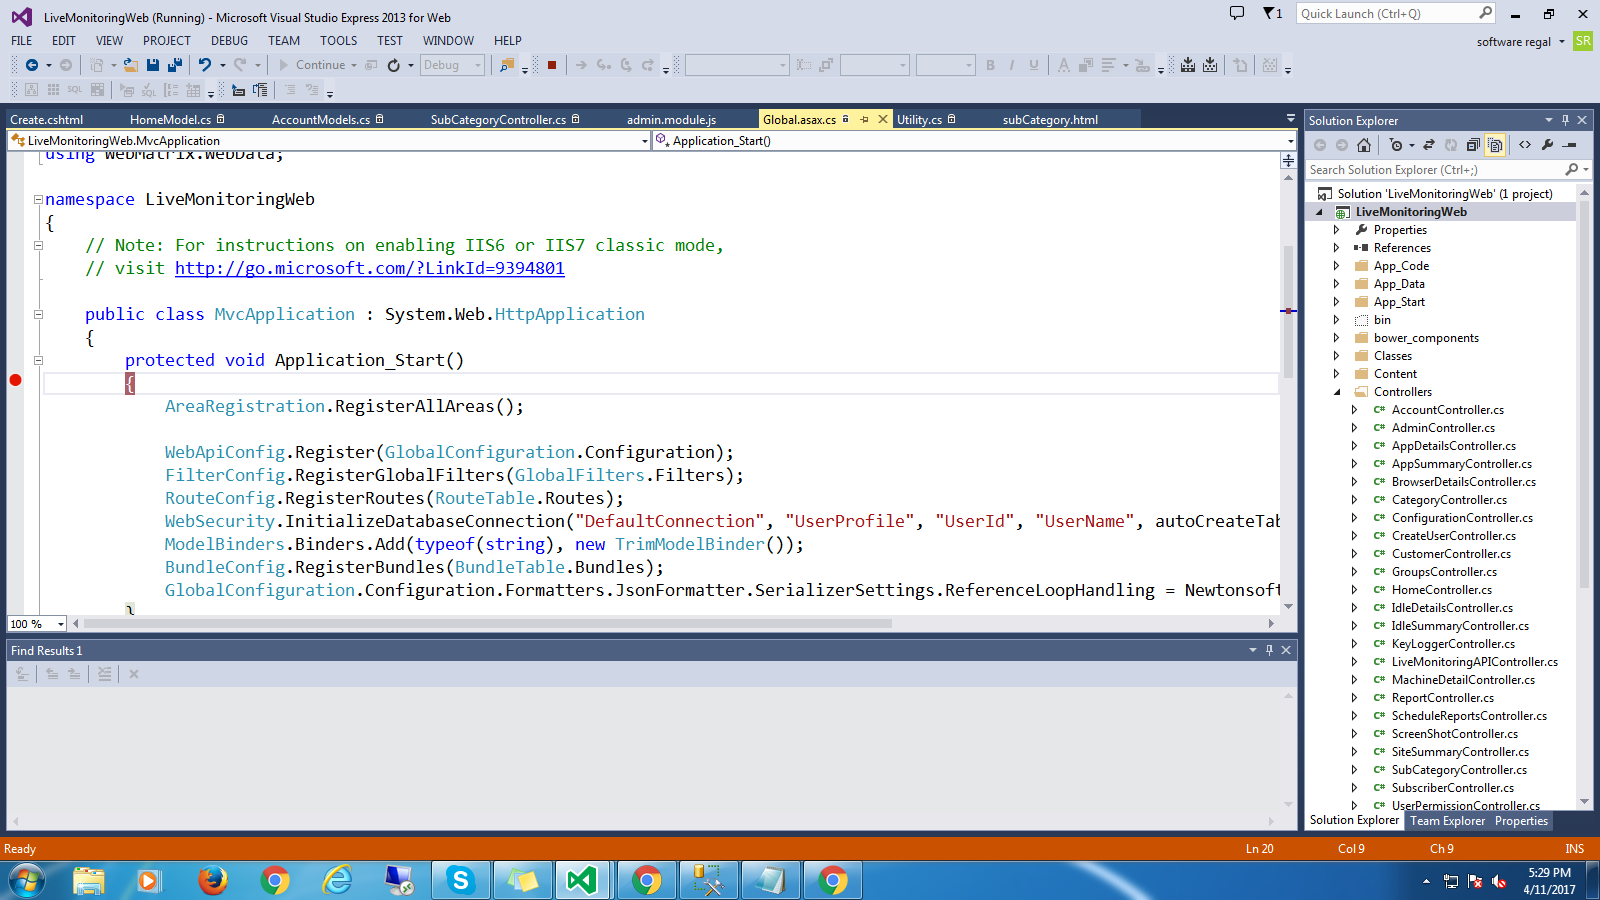 LiveMonitoringWeb (Running) - Microsoft Visual Studio Express 2013 for Web
1
Quick Launch (Ctrl+Q)
FILE EDIT VIEW PROJECT DEBUG TEAM TOOLS TEST WINDOW HELP
software regal SR
Continue Debug
Create.cshtml HomeModel.cs AccountModels.cs SubCategoryController.cs admin.module.js Global.asax.cs Utility.cs subCategory.html
LiveMonitoringWeb.MvcApplication Application_Start()
using WebMatrix.WebData;
namespace LiveMonitoringWeb
{
// Note: For instructions on enabling IIS6 or IIS7 classic mode,
// visit http://go.microsoft.com/?LinkId=9394801
public class MvcApplication : System.Web.HttpApplication
{
protected void Application_Start()
{
AreaRegistration.RegisterAllAreas();
WebApiConfig.Register(GlobalConfiguration.Configuration);
FilterConfig.RegisterGlobalFilters(GlobalFilters.Filters);
RouteConfig.RegisterRoutes(RouteTable.Routes);
WebSecurity.InitializeDatabaseConnection("DefaultConnection", "UserProfile", "UserId", "UserName", autoCreateTab
ModelBinders.Binders.Add(typeof(string), new TrimModelBinder());
BundleConfig.RegisterBundles(BundleTable.Bundles);
GlobalConfiguration.Configuration.Formatters.JsonFormatter.SerializerSettings.ReferenceLoopHandling = Newtonsoft
}
100 %
Find Results 1
Solution Explorer
Search Solution Explorer (Ctrl+;)
Solution 'LiveMonitoringWeb' (1 project)
LiveMonitoringWeb
Properties
References
App_Code
App_Data
App_Start
bin
bower_components
Classes
Content
Controllers
C# AccountController.cs
C# AdminController.cs
C# AppDetailsController.cs
C# AppSummaryController.cs
C# BrowserDetailsController.cs
C# CategoryController.cs
C# ConfigurationController.cs
C# CreateUserController.cs
C# CustomerController.cs
C# GroupsController.cs
C# HomeController.cs
C# IdleDetailsController.cs
C# IdleSummaryController.cs
C# KeyLoggerController.cs
C# LiveMonitoringAPIController.cs
C# MachineDetailController.cs
C# ReportController.cs
C# ScheduleReportsController.cs
C# ScreenShotController.cs
C# SiteSummaryController.cs
C# SubCategoryController.cs
C# SubscriberController.cs
C# UserPermissionController.cs
Solution Explorer Team Explorer Properties
Ready Ln 20 Col 9 Ch 9 INS
5:29 PM
4/11/2017